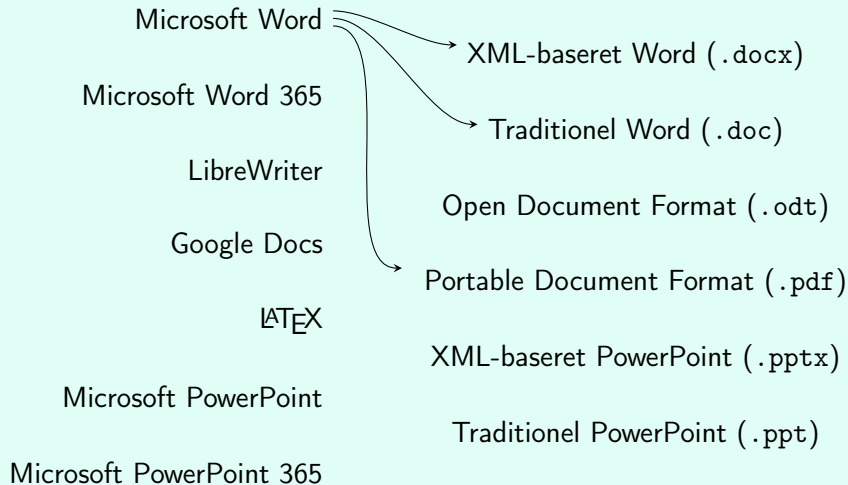 Microsoft Word
XML-baseret Word (.docx)
Microsoft Word 365
Traditionel Word (.doc)
LibreWriter
Open Document Format (.odt)
Google Docs
Portable Document Format (.pdf)
LATEX
XML-baseret PowerPoint (.pptx)
Microsoft PowerPoint
Traditionel PowerPoint (.ppt)
Microsoft PowerPoint 365